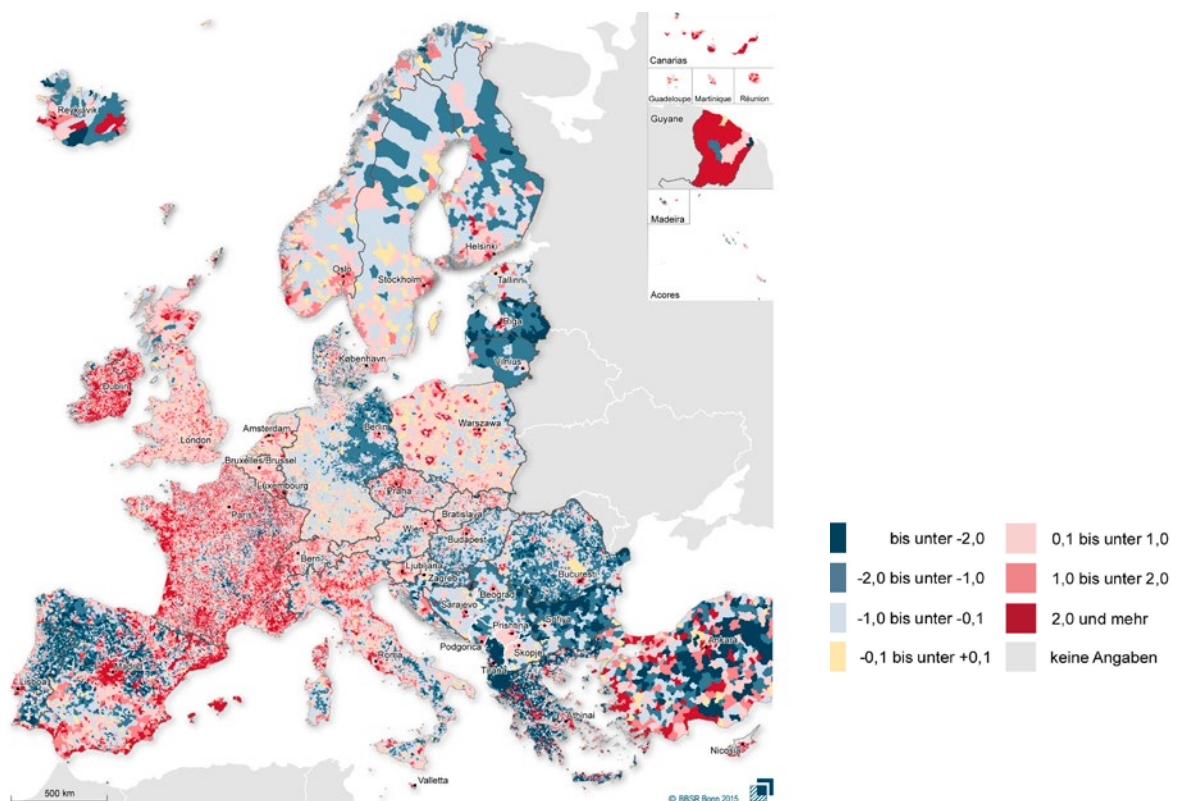 Canarias
Reykjavik
Guadeloupe
Martinique
Réunion
Guyane
Madeira
Helsinki
Oslo
Stockholm
Tallinn
Acores
Riga
København
Vilnius
Dublin
Berlin
Warszawa
Amsterdam
London
Bruxelles/Brussel
Luxembourg
Praha
Paris
Bratislava
Wien
Budapest
Bern
Ljubljana
Zagreb
Bucuresti
Beograd
Sarajevo
Prishtina
Sofiya
Podgorica
Skopje
Ankara
Roma
Tirana
Madrid
Lisboa
Athinai
Nicosia
Valletta
500 km
© BBSR Bonn 2015
bis unter -2,0
0,1 bis unter 1,0
-2,0 bis unter -1,0
1,0 bis unter 2,0
-1,0 bis unter -0,1
2,0 und mehr
-0,1 bis unter +0,1
keine Angaben